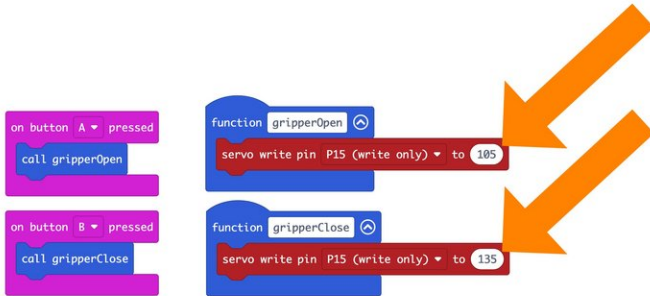 on button A pressed
call gripperOpen
function gripperOpen
servo write pin P15 (write only) to 105
on button B pressed
call gripperClose
function gripperClose
servo write pin P15 (write only) to 135